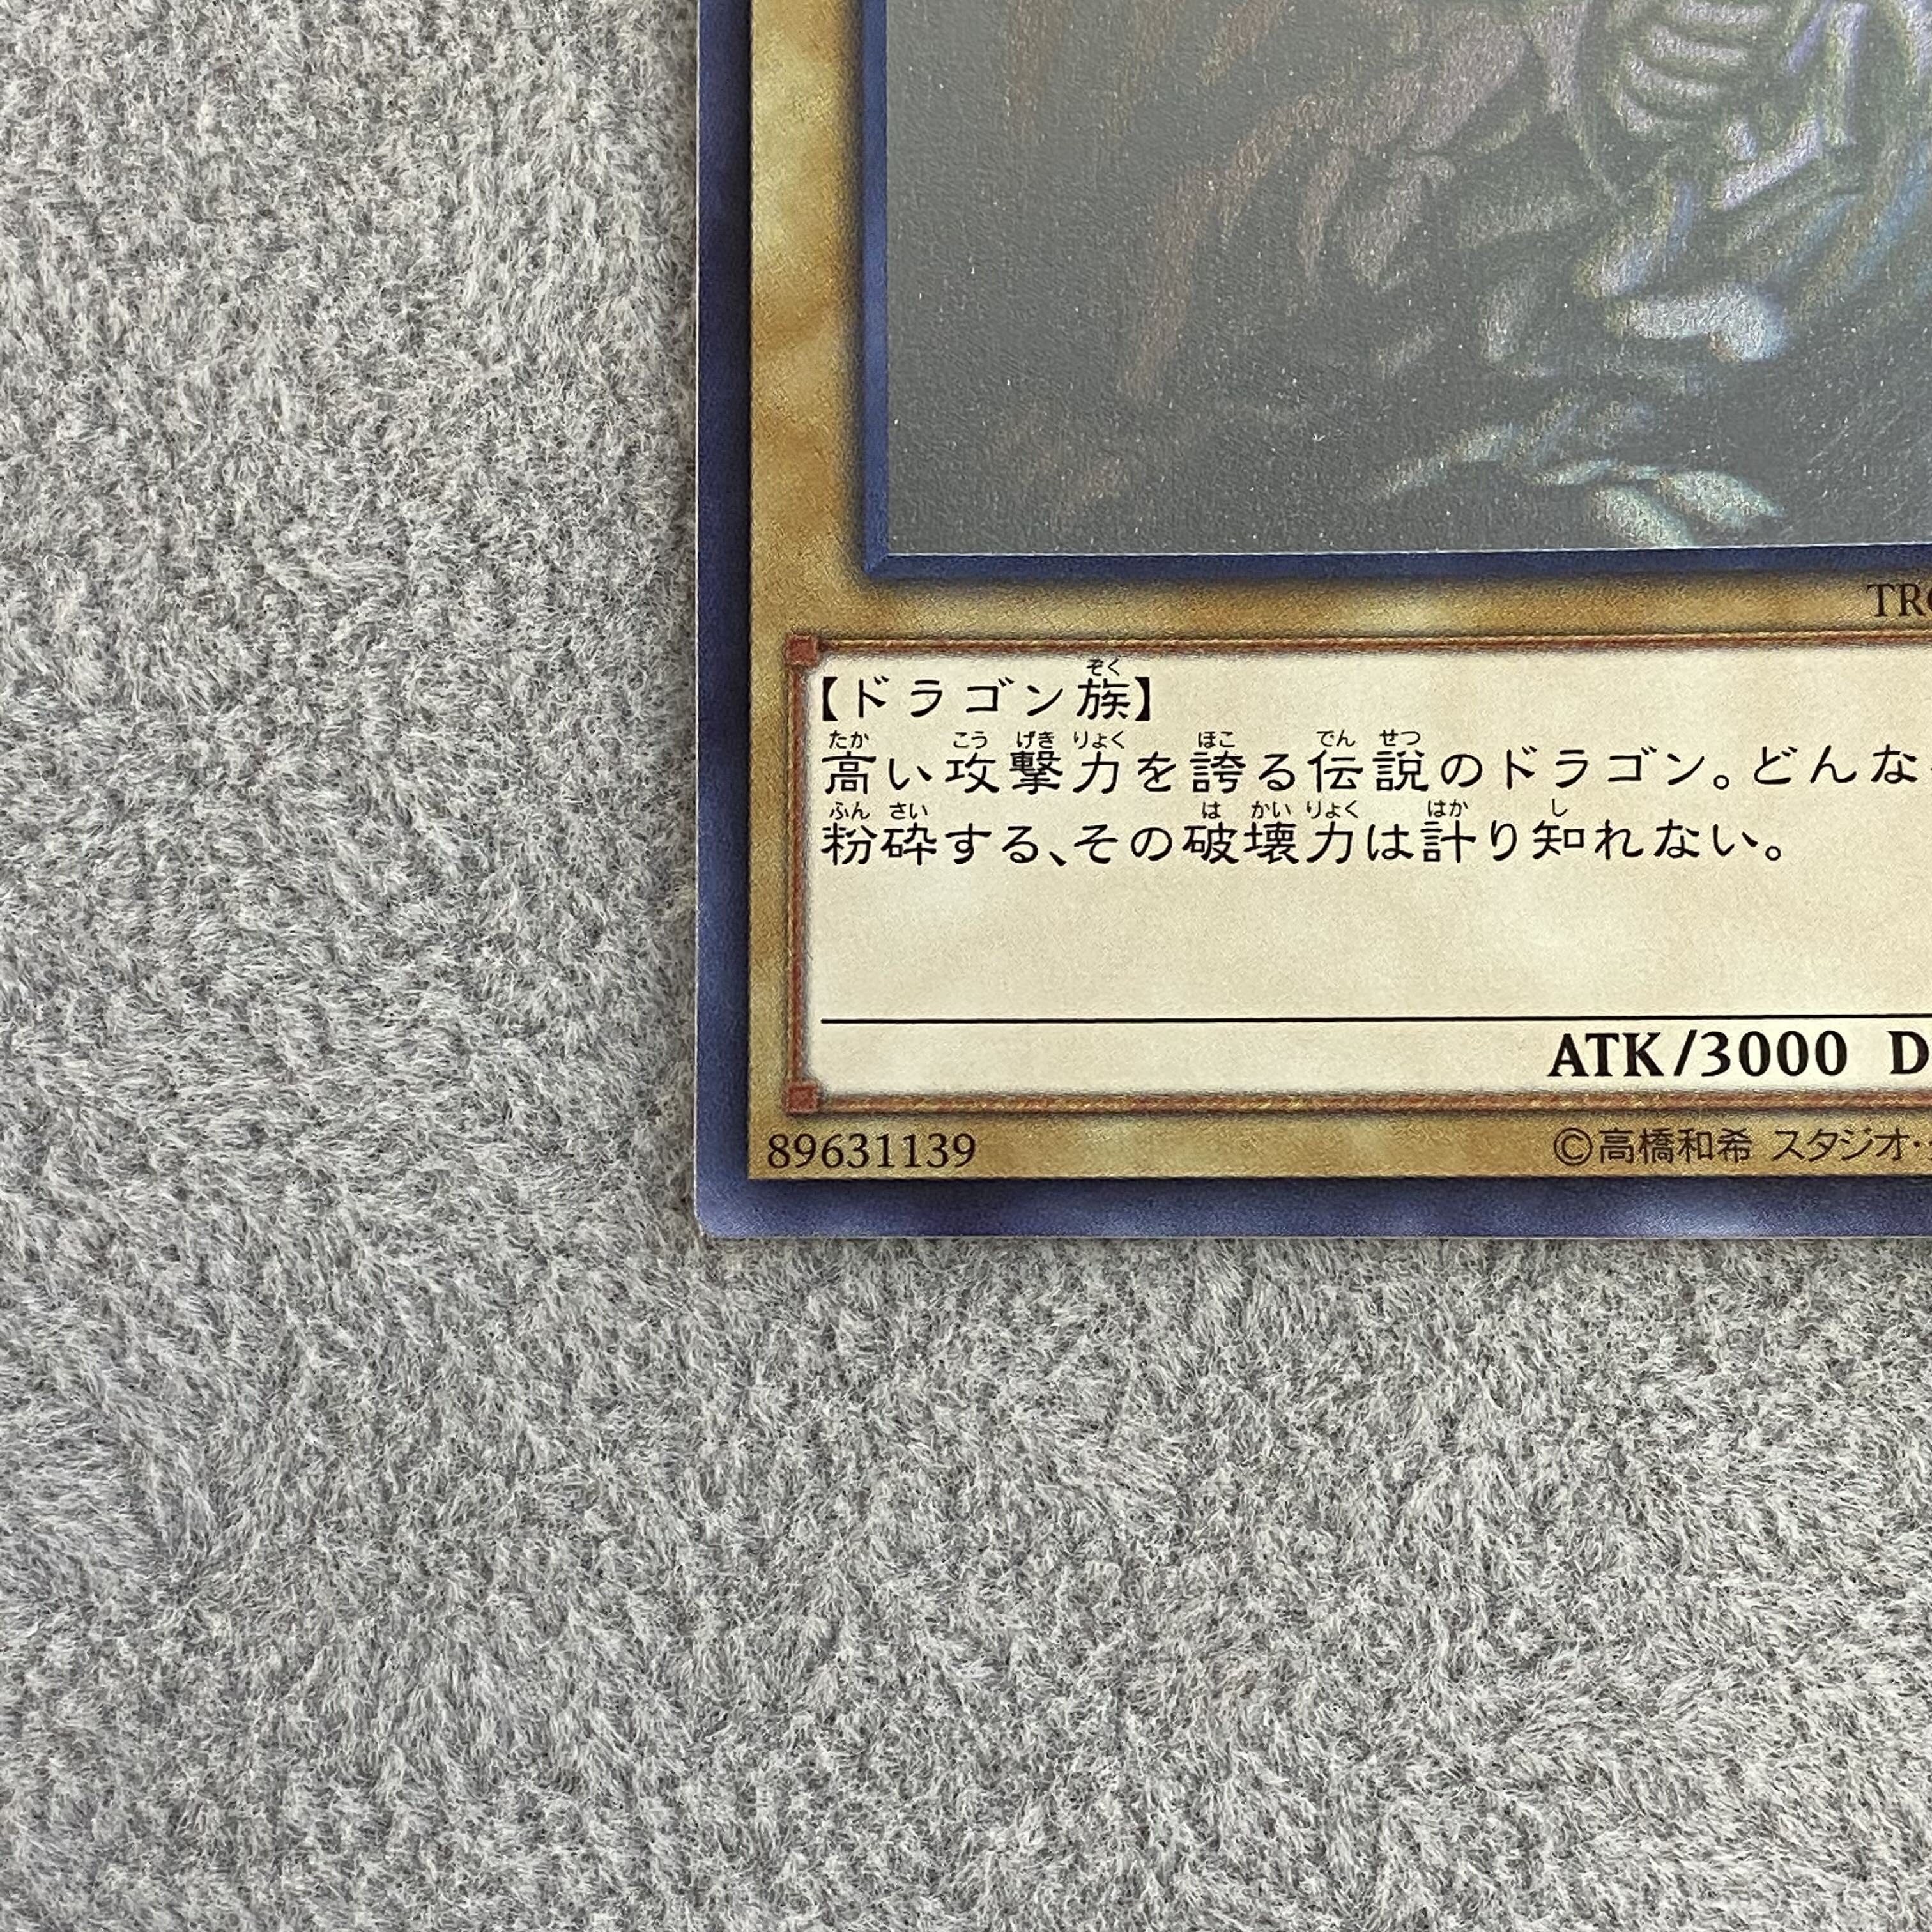 TR
【ドラゴン族】
高い攻撃力を誇る伝説のドラゴン。どんな
粉砕する、その破壊力は計り知れない。
ATK/3000 D
89631139
©高橋和希 スタジオ・